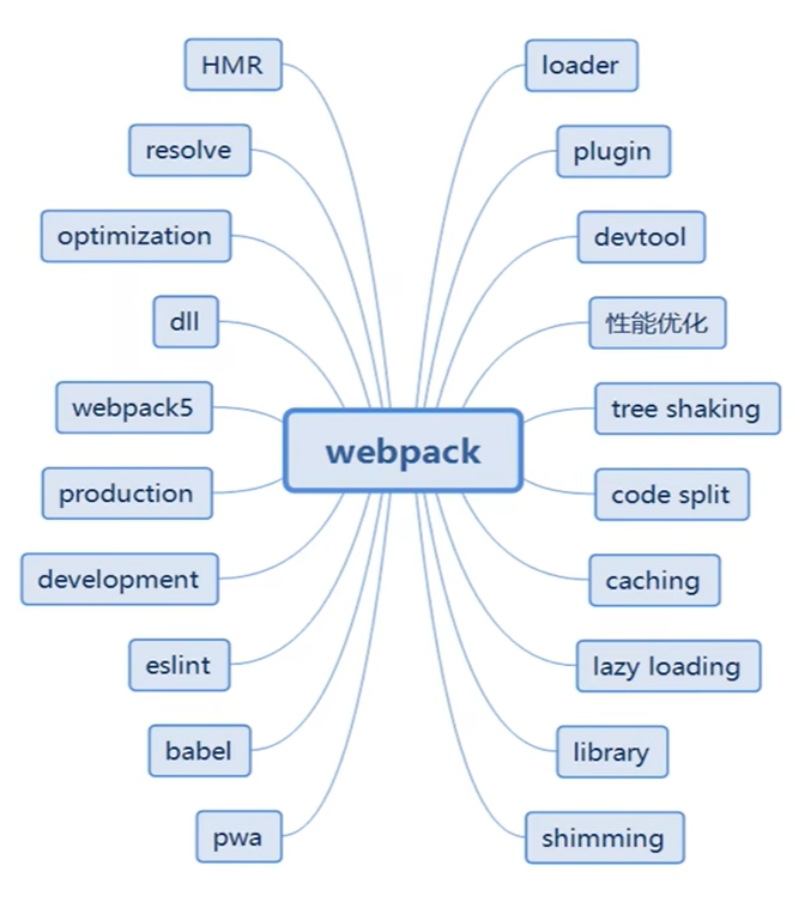 HMR
loader
resolve
plugin
optimization
devtool
dll
性能优化
webpack5
tree shaking
webpack
production
code split
development
caching
eslint
lazy loading
babel
library
pwa
shimming